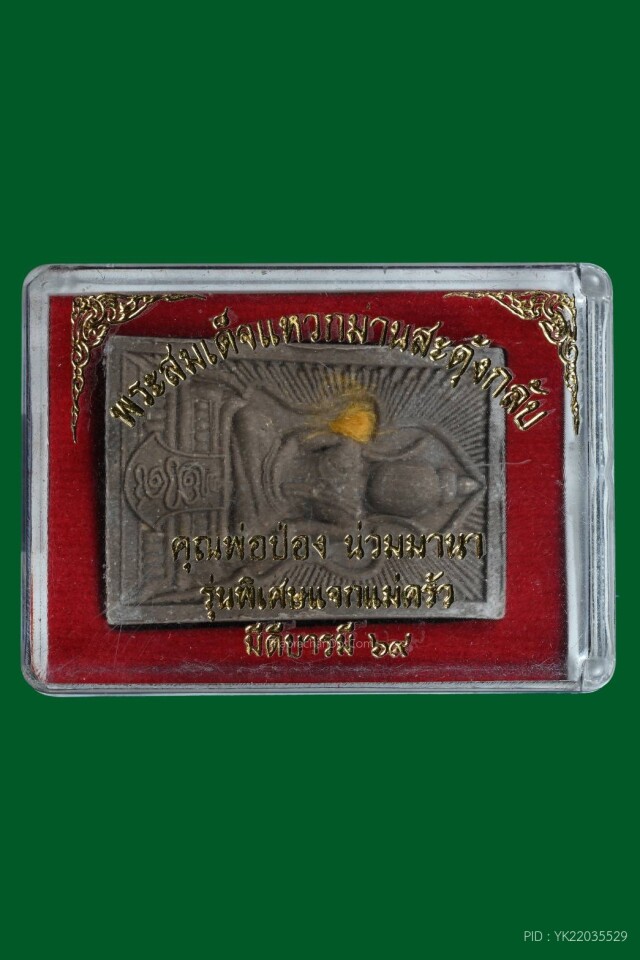 พระสมเด็จแหวกม่านสะดุ้งกลับ
คุณพ่อป๋อง น่วมมานา
รุ่นพิเศษแจกแม่ครัว
มีดีบารมี ๖๙
PID : YK22035529